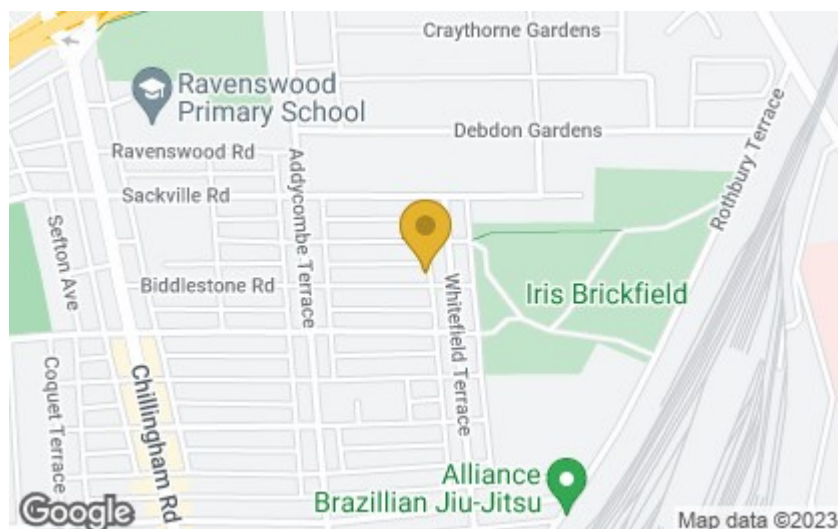 Craythorne Gardens
Ravenswood
Primary School
Debdon Gardens
Ravenswood Rd
Sackville Rd
Addycombe Terrace
Rothbury Terrace
Sefton Ave
Biddlestone Rd
Whitefield Terrace
Iris Brickfield
Coquet Terrace
Chillingham Rd
Alliance
Brazillian Jiu-Jitsu
Google
Map data ©2023